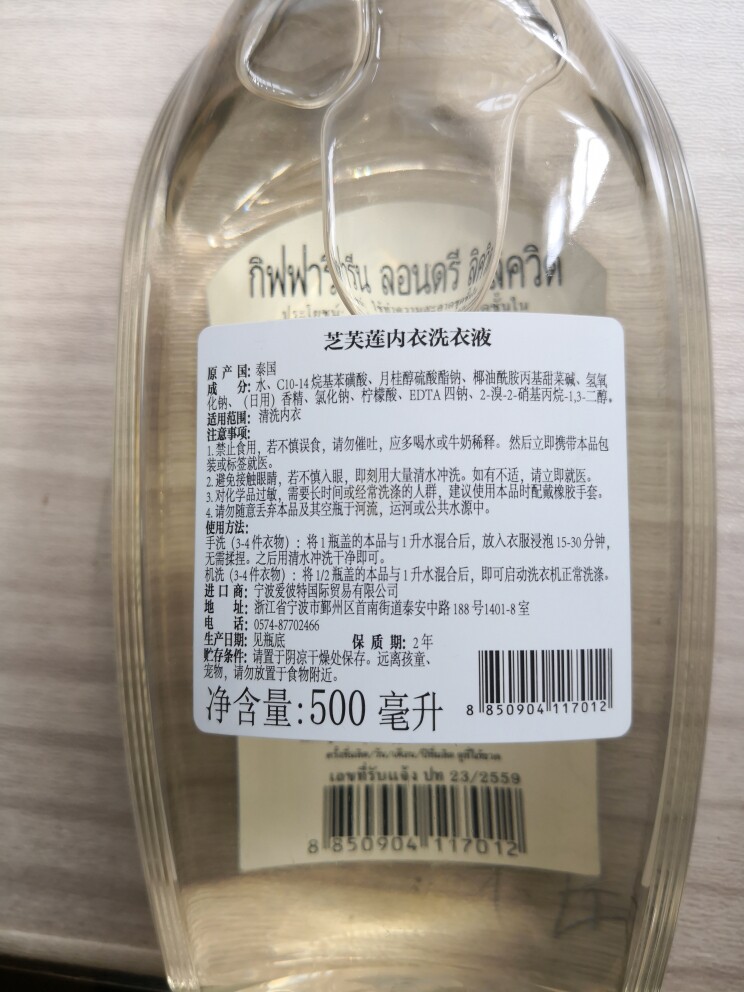 กิฟฟารีน ลอนดรี ลิควิด
芝芙莲内衣洗衣液
原 产 国: 泰国
成 分: 水、C10-14 烷基苯磺酸、月桂醇硫酸酯钠、椰油酰胺丙基甜菜碱、氢氧
化钠、(日用) 香精、氯化钠、柠檬酸、EDTA 四钠、2-溴-2-硝基丙烷-1,3-二醇。
适用范围: 清洗内衣
注意事项:
1.禁止食用，若不慎误食，请勿催吐，应多喝水或牛奶稀释。然后立即携带本品包
装或标签就医。
2.避免接触眼睛，若不慎入眼，即刻用大量清水冲洗。如有不适，请立即就医。
3.对化学品过敏，需要长时间或经常洗涤的人群，建议使用本品时配戴橡胶手套。
4.请勿随意丢弃本品及其空瓶于河流，运河或公共水源中。
使用方法:
手洗 (3-4 件衣物)：将 1 瓶盖的本品与 1 升水混合后，放入衣服浸泡 15-30 分钟，
无需揉捏。之后用清水冲洗干净即可。
机洗 (3-4 件衣物)：将 1/2 瓶盖的本品与 1 升水混合后，即可启动洗衣机正常洗涤。
进 口 商: 宁波爱彼特国际贸易有限公司
地 址: 浙江省宁波市鄞州区首南街道泰安中路 188 号1401-8 室
电 话: 0574-87702466
生产日期: 见瓶底 保 质 期: 2 年
贮存条件: 请置于阴凉干燥处保存。远离孩童、
宠物，请勿放置于食物附近。
净含量:500 毫升
8 850904 117012
เลขที่รับแจ้ง ปท 23/2559
8 850904 117012